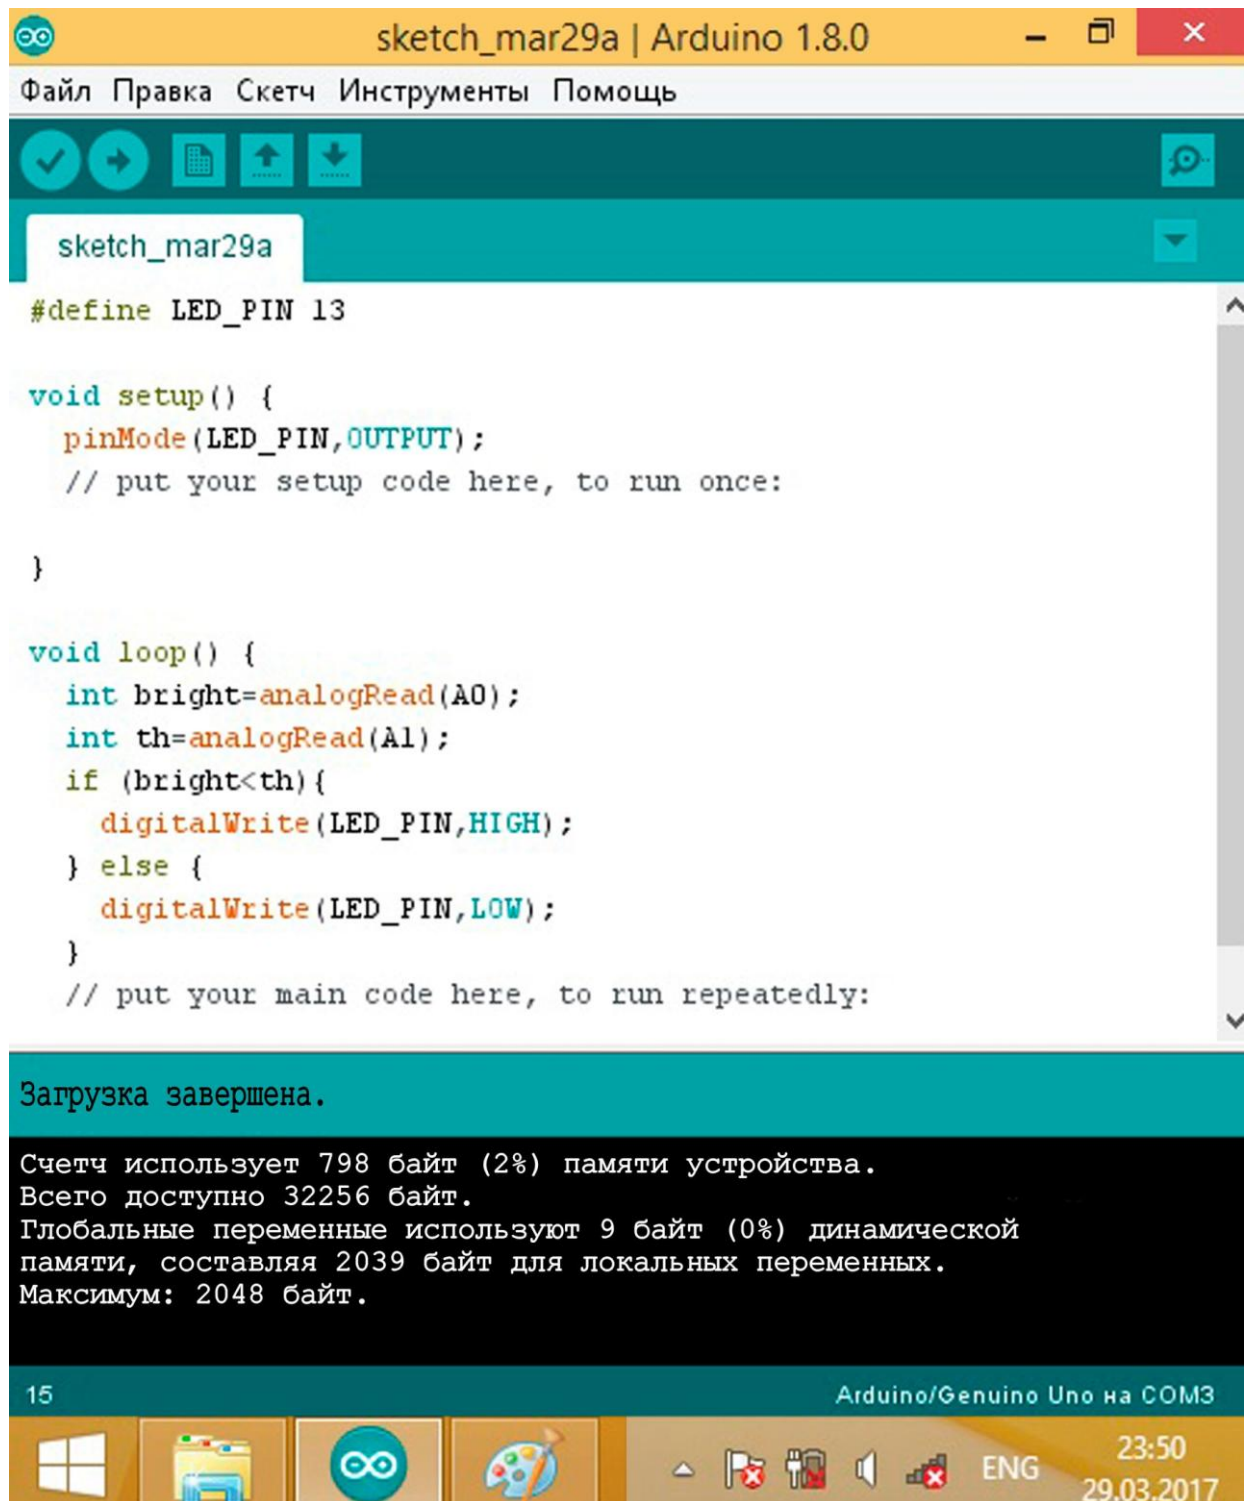 sketch_mar29a | Arduino 1.8.0
Файл Правка Скетч Инструменты Помощь
sketch_mar29a
#define LED_PIN 13
void setup() {
pinMode(LED_PIN,OUTPUT);
// put your setup code here, to run once:
}
void loop() {
int bright=analogRead(A0);
int th=analogRead(A1);
if (bright<th){
digitalWrite(LED_PIN,HIGH);
} else {
digitalWrite(LED_PIN,LOW);
}
// put your main code here, to run repeatedly:
Загрузка завершена.
Счетч использует 798 байт (2%) памяти устройства.
Всего доступно 32256 байт.
Глобальные переменные используют 9 байт (0%) динамической
памяти, составляя 2039 байт для локальных переменных.
Максимум: 2048 байт.
15 Arduino/Genuino Uno на COM3
ENG 23:50
29.03.2017